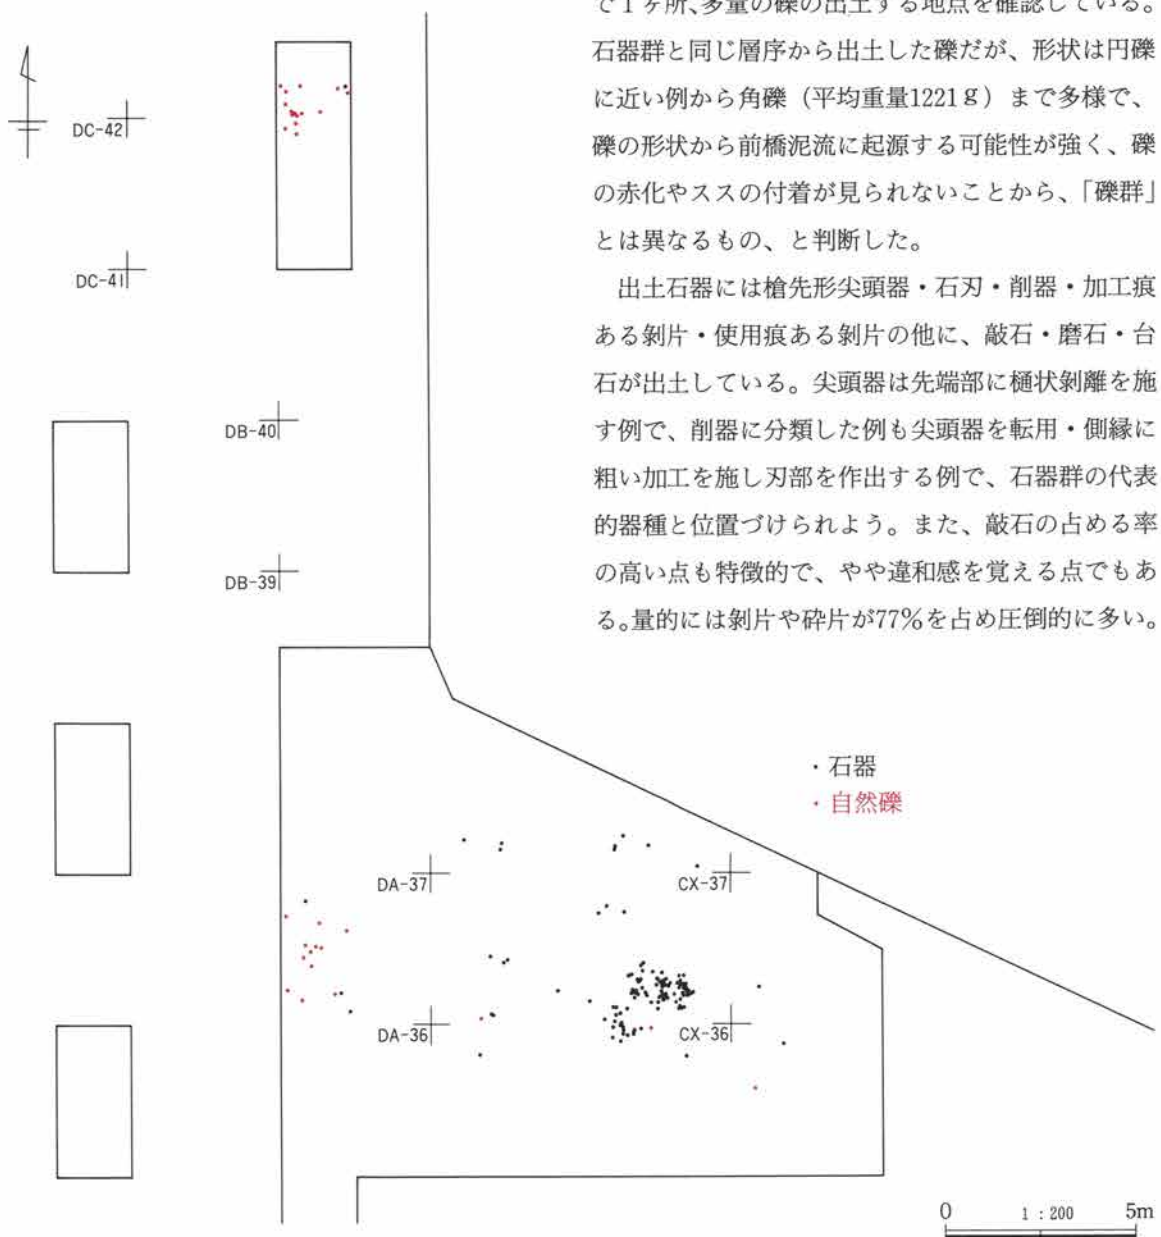 で1ヶ所、多量の礫の出土する地点を確認している。
石器群と同じ層序から出土した礫だが、形状は円礫
に近い例から角礫（平均重量1221g）まで多様で、
礫の形状から前橋泥流に起源する可能性が強く、礫
の赤化やススの付着が見られないことから、「礫群」
とは異なるもの、と判断した。
出土石器には槍先形尖頭器・石刃・削器・加工痕
ある剝片・使用痕ある剝片の他に、敲石・磨石・台
石が出土している。尖頭器は先端部に樋状剝離を施
す例で、削器に分類した例も尖頭器を転用・側縁に
粗い加工を施し刃部を作出する例で、石器群の代表
的器種と位置づけられよう。また、敲石の占める率
の高い点も特徴的で、やや違和感を覚える点でもあ
る。量的には剝片や砕片が77％を占め圧倒的に多い。
DC-42
DC-41
DB-40
DB-39
・石器
・自然礫
DA-37
CX-37
DA-36
CX-36
0 1：200 5m